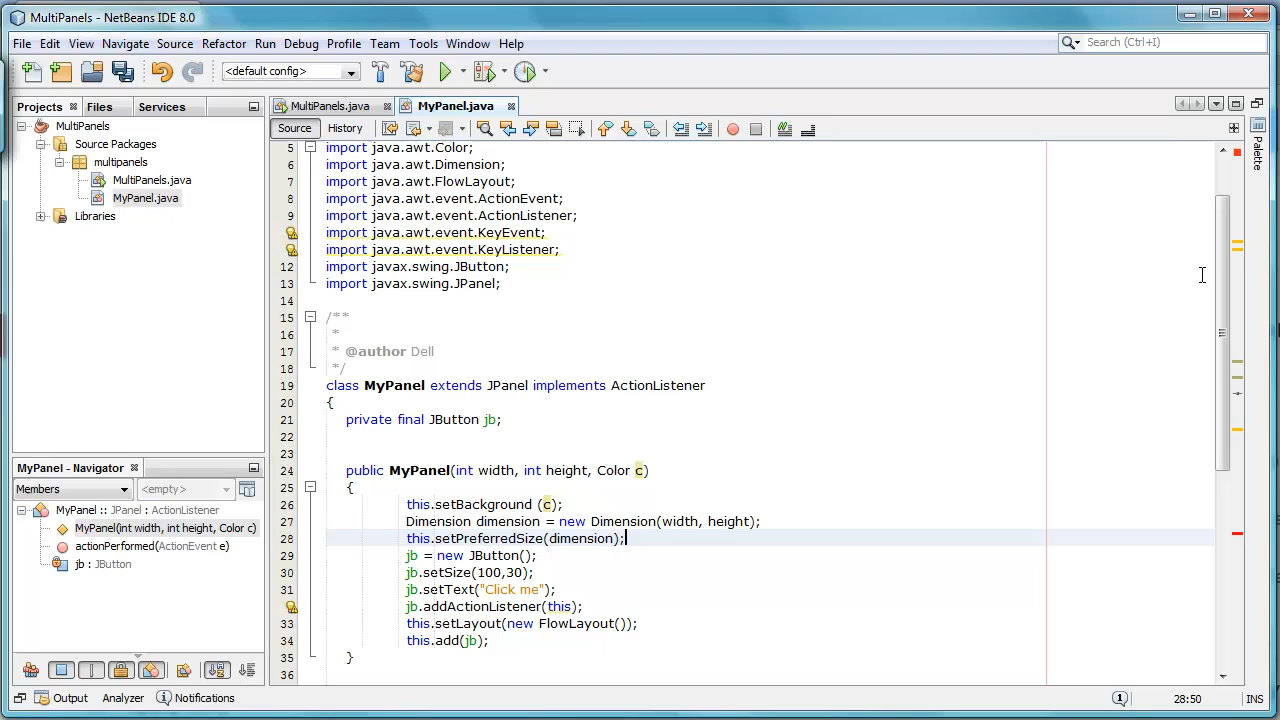 MultiPanels - NetBeans IDE 8.0
File Edit View Navigate Source Refactor Run Debug Profile Team Tools Window Help
Search (Ctrl+I)
<default config>
Projects Files Services
MultiPanels.java MyPanel.java
Source History
MultiPanels
Source Packages
multipanels
MultiPanels.java
MyPanel.java
Libraries
Palette
5 import java.awt.Color;
6 import java.awt.Dimension;
7 import java.awt.FlowLayout;
8 import java.awt.event.ActionEvent;
9 import java.awt.event.ActionListener;
import java.awt.event.KeyEvent;
import java.awt.event.KeyListener;
12 import javax.swing.JButton;
13 import javax.swing.JPanel;
14
15 /**
16 *
17 * @author Dell
18 */
19 class MyPanel extends JPanel implements ActionListener
20 {
21 private final JButton jb;
22
23
24 public MyPanel(int width, int height, Color c)
25 {
26 this.setBackground (c);
27 Dimension dimension = new Dimension(width, height);
28 this.setPreferredSize(dimension);
29 jb = new JButton();
30 jb.setSize(100,30);
31 jb.setText("Click me");
jb.addActionListener(this);
33 this.setLayout(new FlowLayout());
34 this.add(jb);
35 }
36
MyPanel - Navigator
Members <empty>
MyPanel :: JPanel : ActionListener
MyPanel(int width, int height, Color c)
actionPerformed(ActionEvent e)
jb : JButton
Output Analyzer Notifications
1 28:50 INS